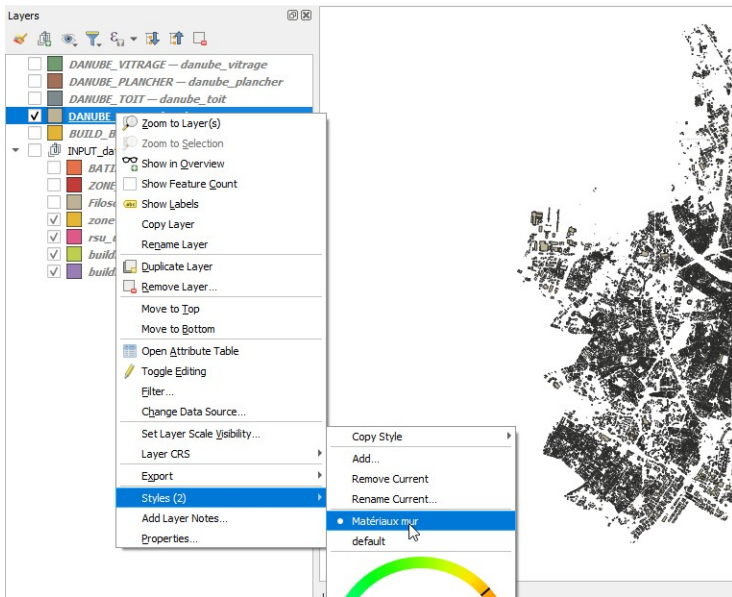 Layers
DANUBE_VITRAGE — danube_vitrage
DANUBE_PLANCHER — danube_plancher
DANUBE_TOIT — danube_toit
DANUBE_
BUILD_B
INPUT_da
BATI
ZONE
Filoso
zone
rsu_
build
build
Zoom to Layer(s)
Zoom to Selection
Show in Overview
Show Feature Count
abc Show Labels
Copy Layer
Rename Layer
Duplicate Layer
Remove Layer...
Move to Top
Move to Bottom
Open Attribute Table
Toggle Editing
Filter...
Change Data Source...
Set Layer Scale Visibility...
Layer CRS
Export
Styles (2)
Add Layer Notes...
Properties...
Copy Style
Add...
Remove Current
Rename Current...
Matériaux mur
default